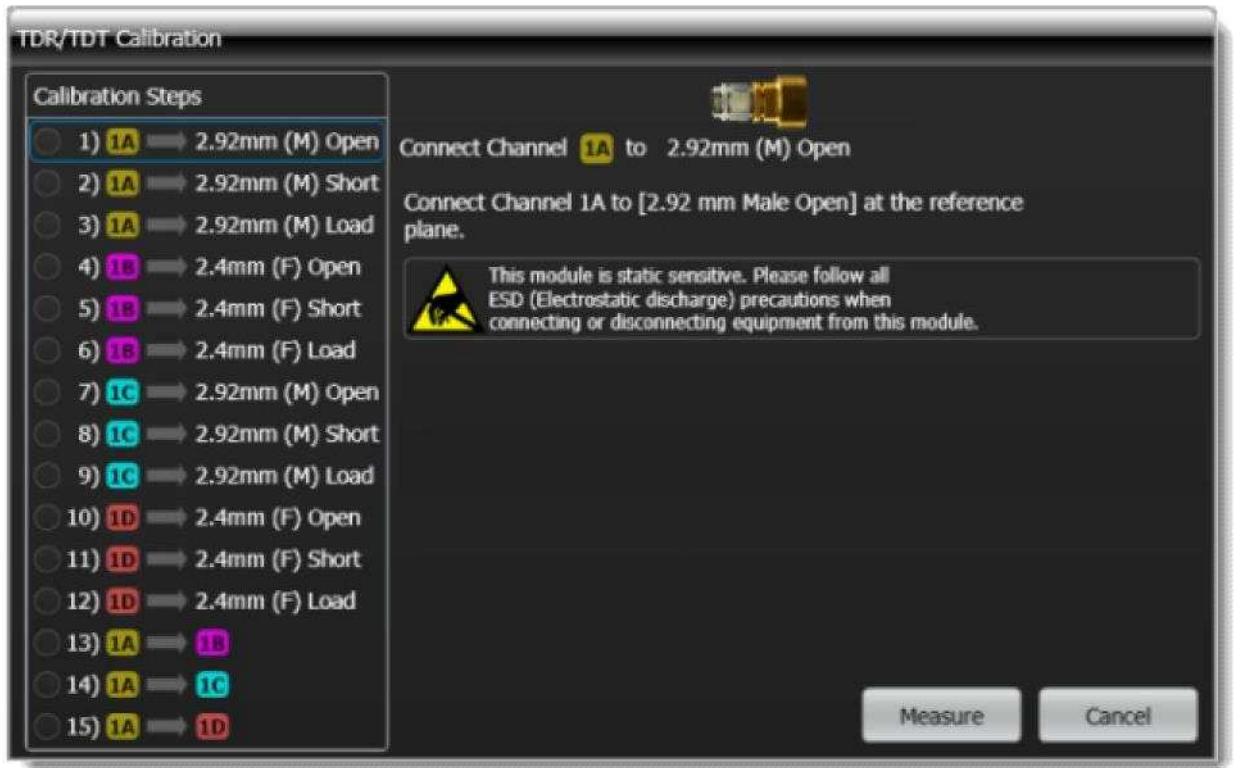 TDR/TDT Calibration
Calibration Steps
1) 1A 2.92mm (M) Open
2) 1A 2.92mm (M) Short
3) 1A 2.92mm (M) Load
4) 1B 2.4mm (F) Open
5) 1B 2.4mm (F) Short
6) 1B 2.4mm (F) Load
7) 1C 2.92mm (M) Open
8) 1C 2.92mm (M) Short
9) 1C 2.92mm (M) Load
10) 1D 2.4mm (F) Open
11) 1D 2.4mm (F) Short
12) 1D 2.4mm (F) Load
13) 1A 1B
14) 1A 1C
15) 1A 1D
Connect Channel 1A to 2.92mm (M) Open
Connect Channel 1A to [2.92 mm Male Open] at the reference
plane.
This module is static sensitive. Please follow all
ESD (Electrostatic discharge) precautions when
connecting or disconnecting equipment from this module.
Measure
Cancel